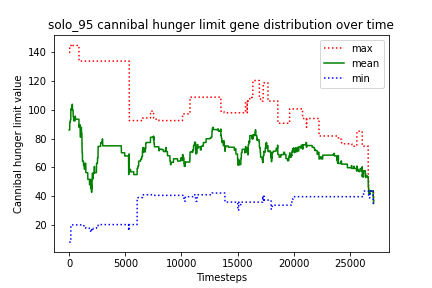 solo_95 cannibal hunger limit gene distribution over time
max
mean
min
Cannibal hunger limit value
140
120
100
80
60
40
20
0
5000
10000
15000
20000
25000
Timesteps